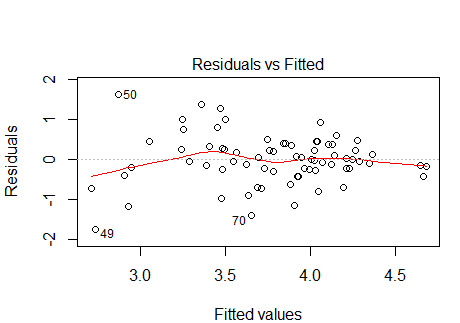 Residuals vs Fitted
Residuals
2
1
0
-1
-2
50
49
70
3.0 3.5 4.0 4.5
Fitted values